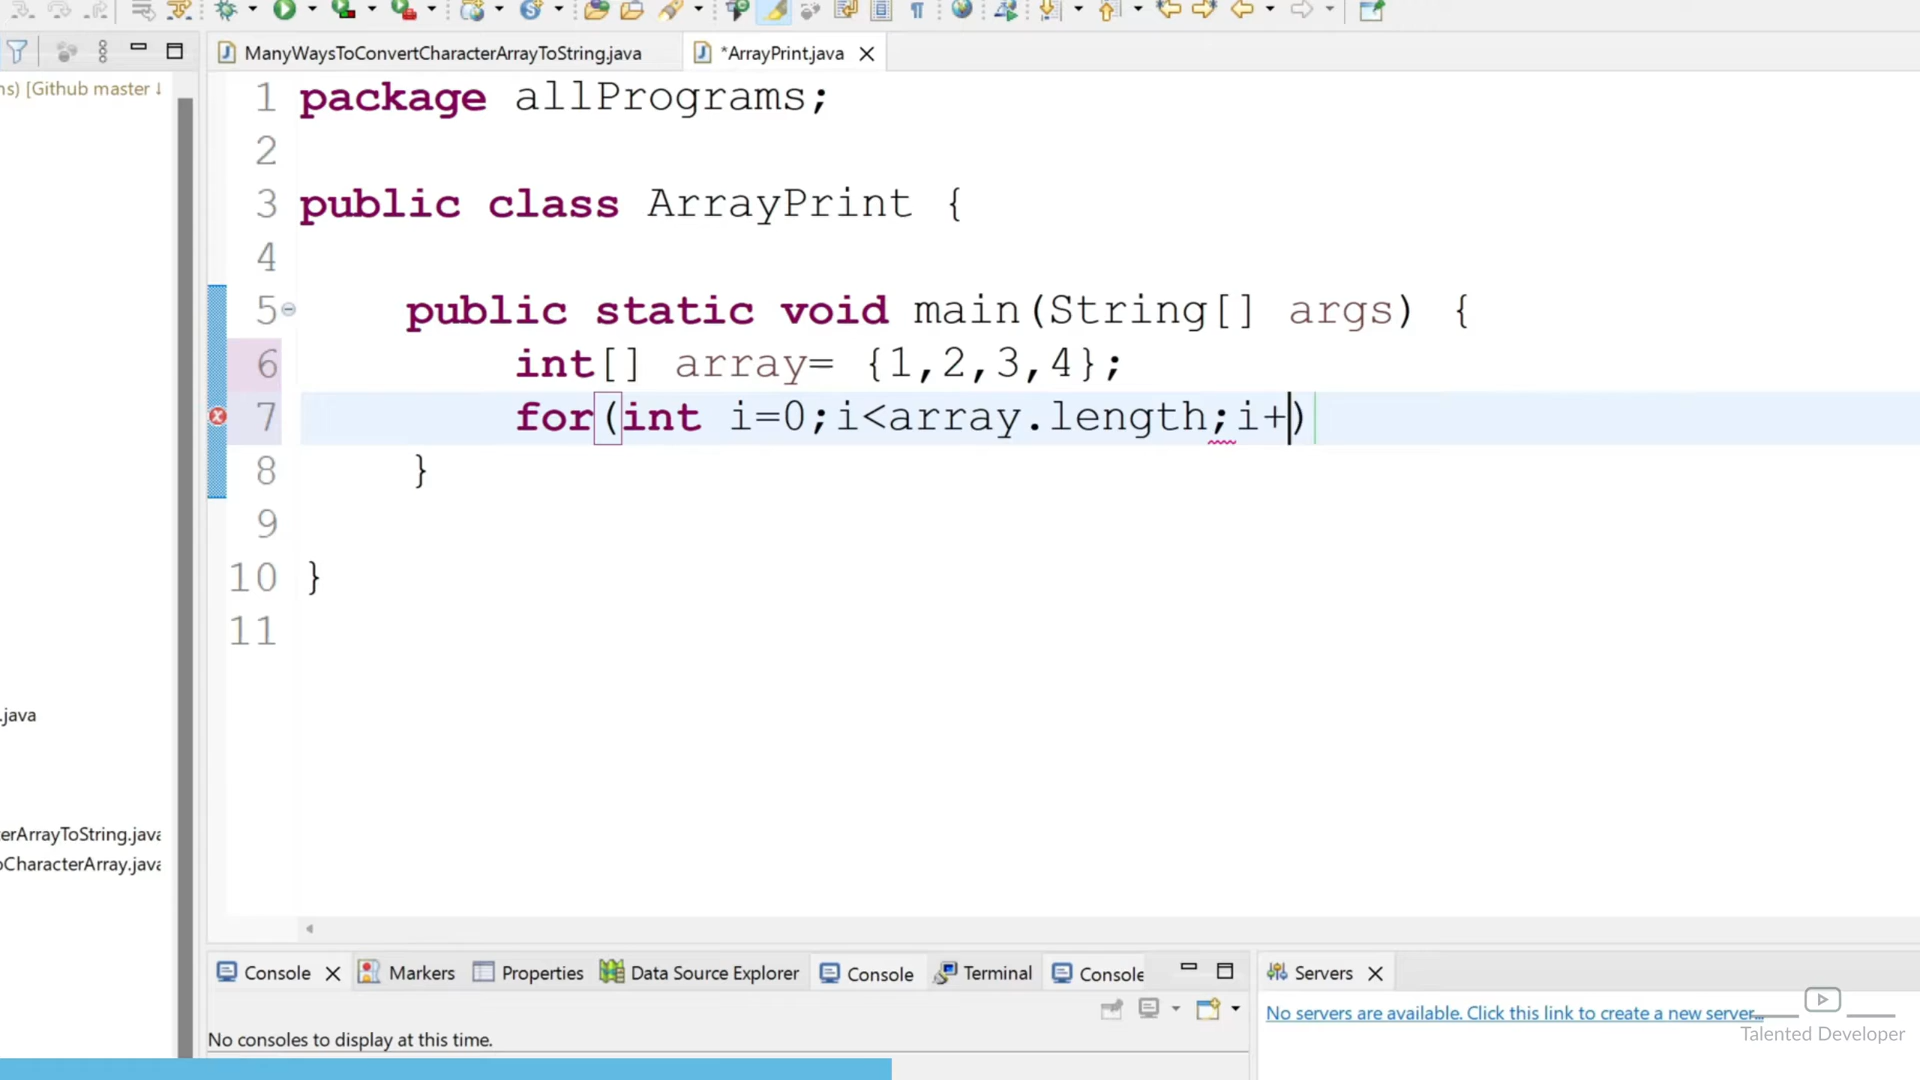 ns) [Github master ↓
ManyWaysToConvertCharacterArrayToString.java
*ArrayPrint.java
1 package allPrograms;
2
3 public class ArrayPrint {
4
5 public static void main(String[] args) {
6 int[] array= {1,2,3,4};
7 for(int i=0;i<array.length;i+)
8 }
9
10 }
11
.java
erArrayToString.java
oCharacterArray.java
Console
Markers
Properties
Data Source Explorer
Console
Terminal
Console
Servers
No consoles to display at this time.
No servers are available. Click this link to create a new server...
Talented Developer